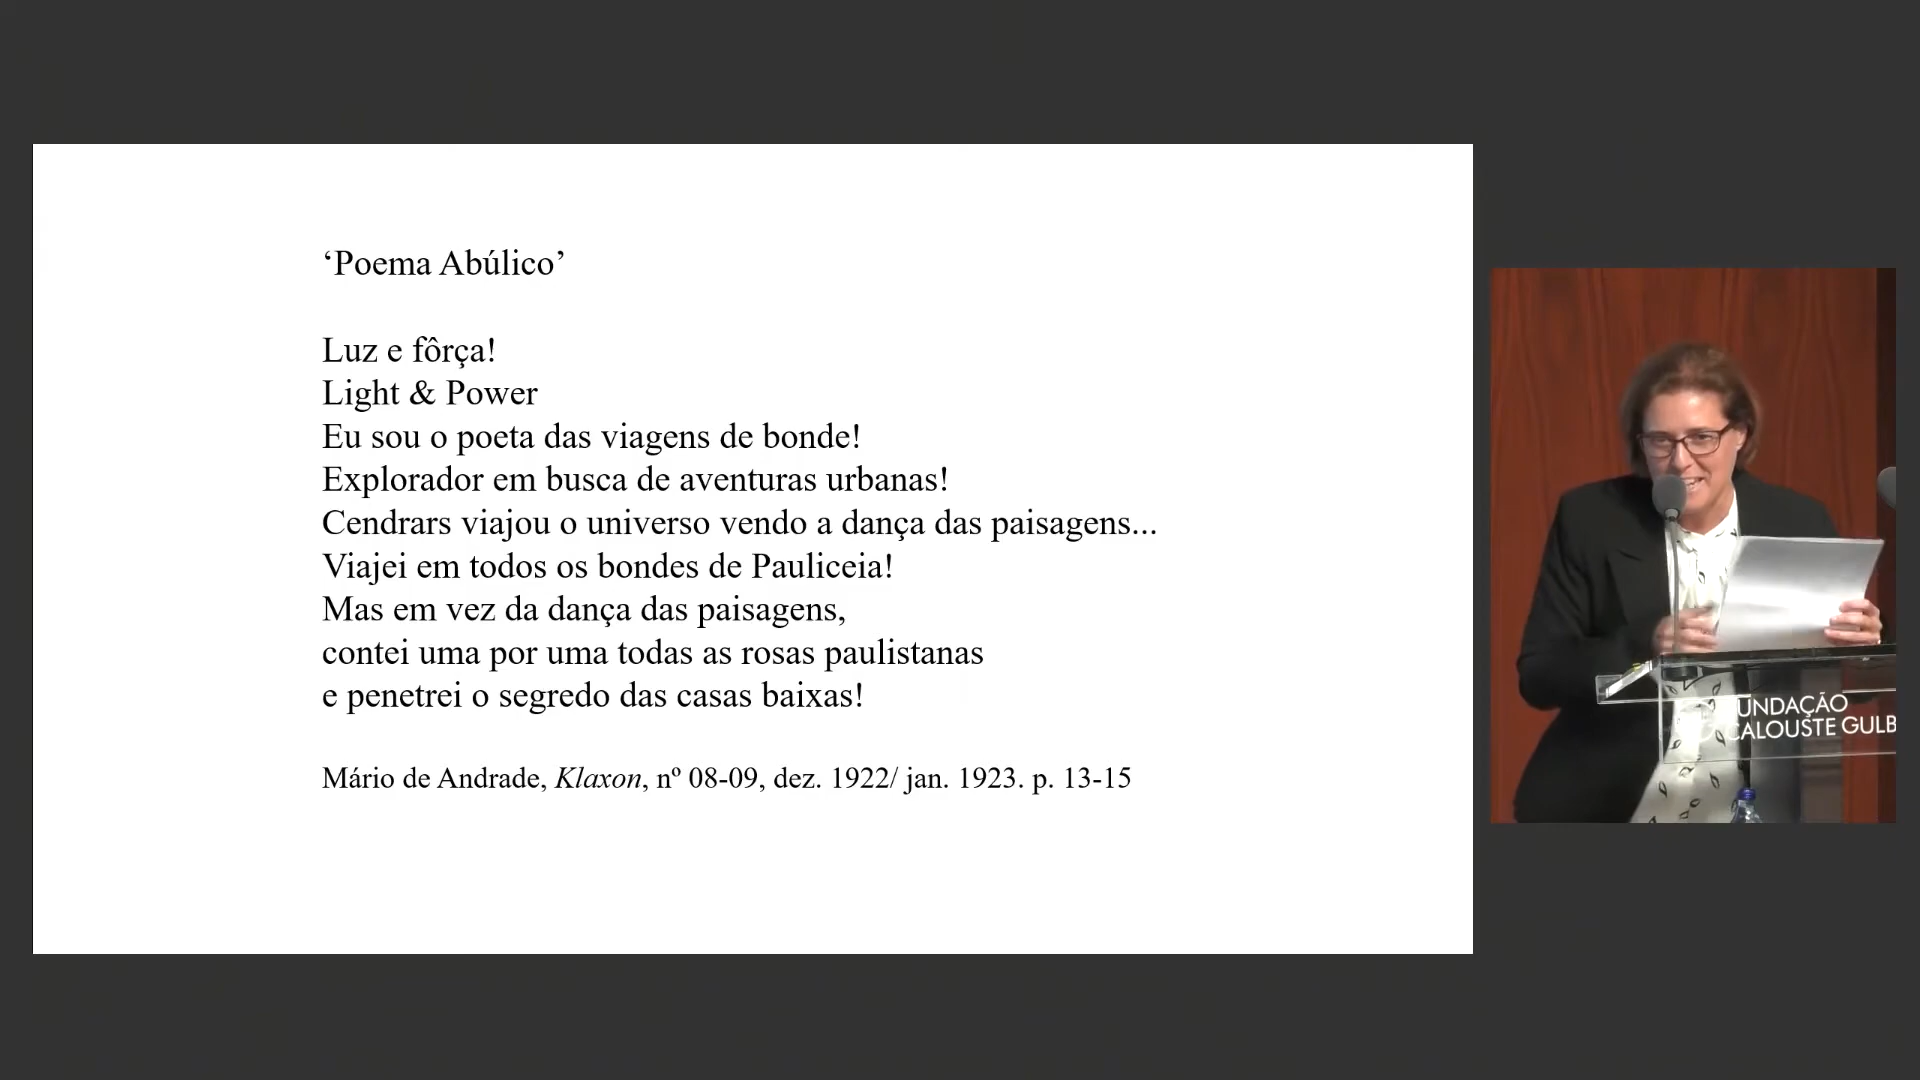 ‘Poema Abúlico’
Luz e fôrça!
Light & Power
Eu sou o poeta das viagens de bonde!
Explorador em busca de aventuras urbanas!
Cendrars viajou o universo vendo a dança das paisagens...
Viajei em todos os bondes de Pauliceia!
Mas em vez da dança das paisagens,
contei uma por uma todas as rosas paulistanas
e penetrei o segredo das casas baixas!
Mário de Andrade, Klaxon, nº 08-09, dez. 1922/ jan. 1923. p. 13-15
UNDAÇÃO
CALOUSTE GULB